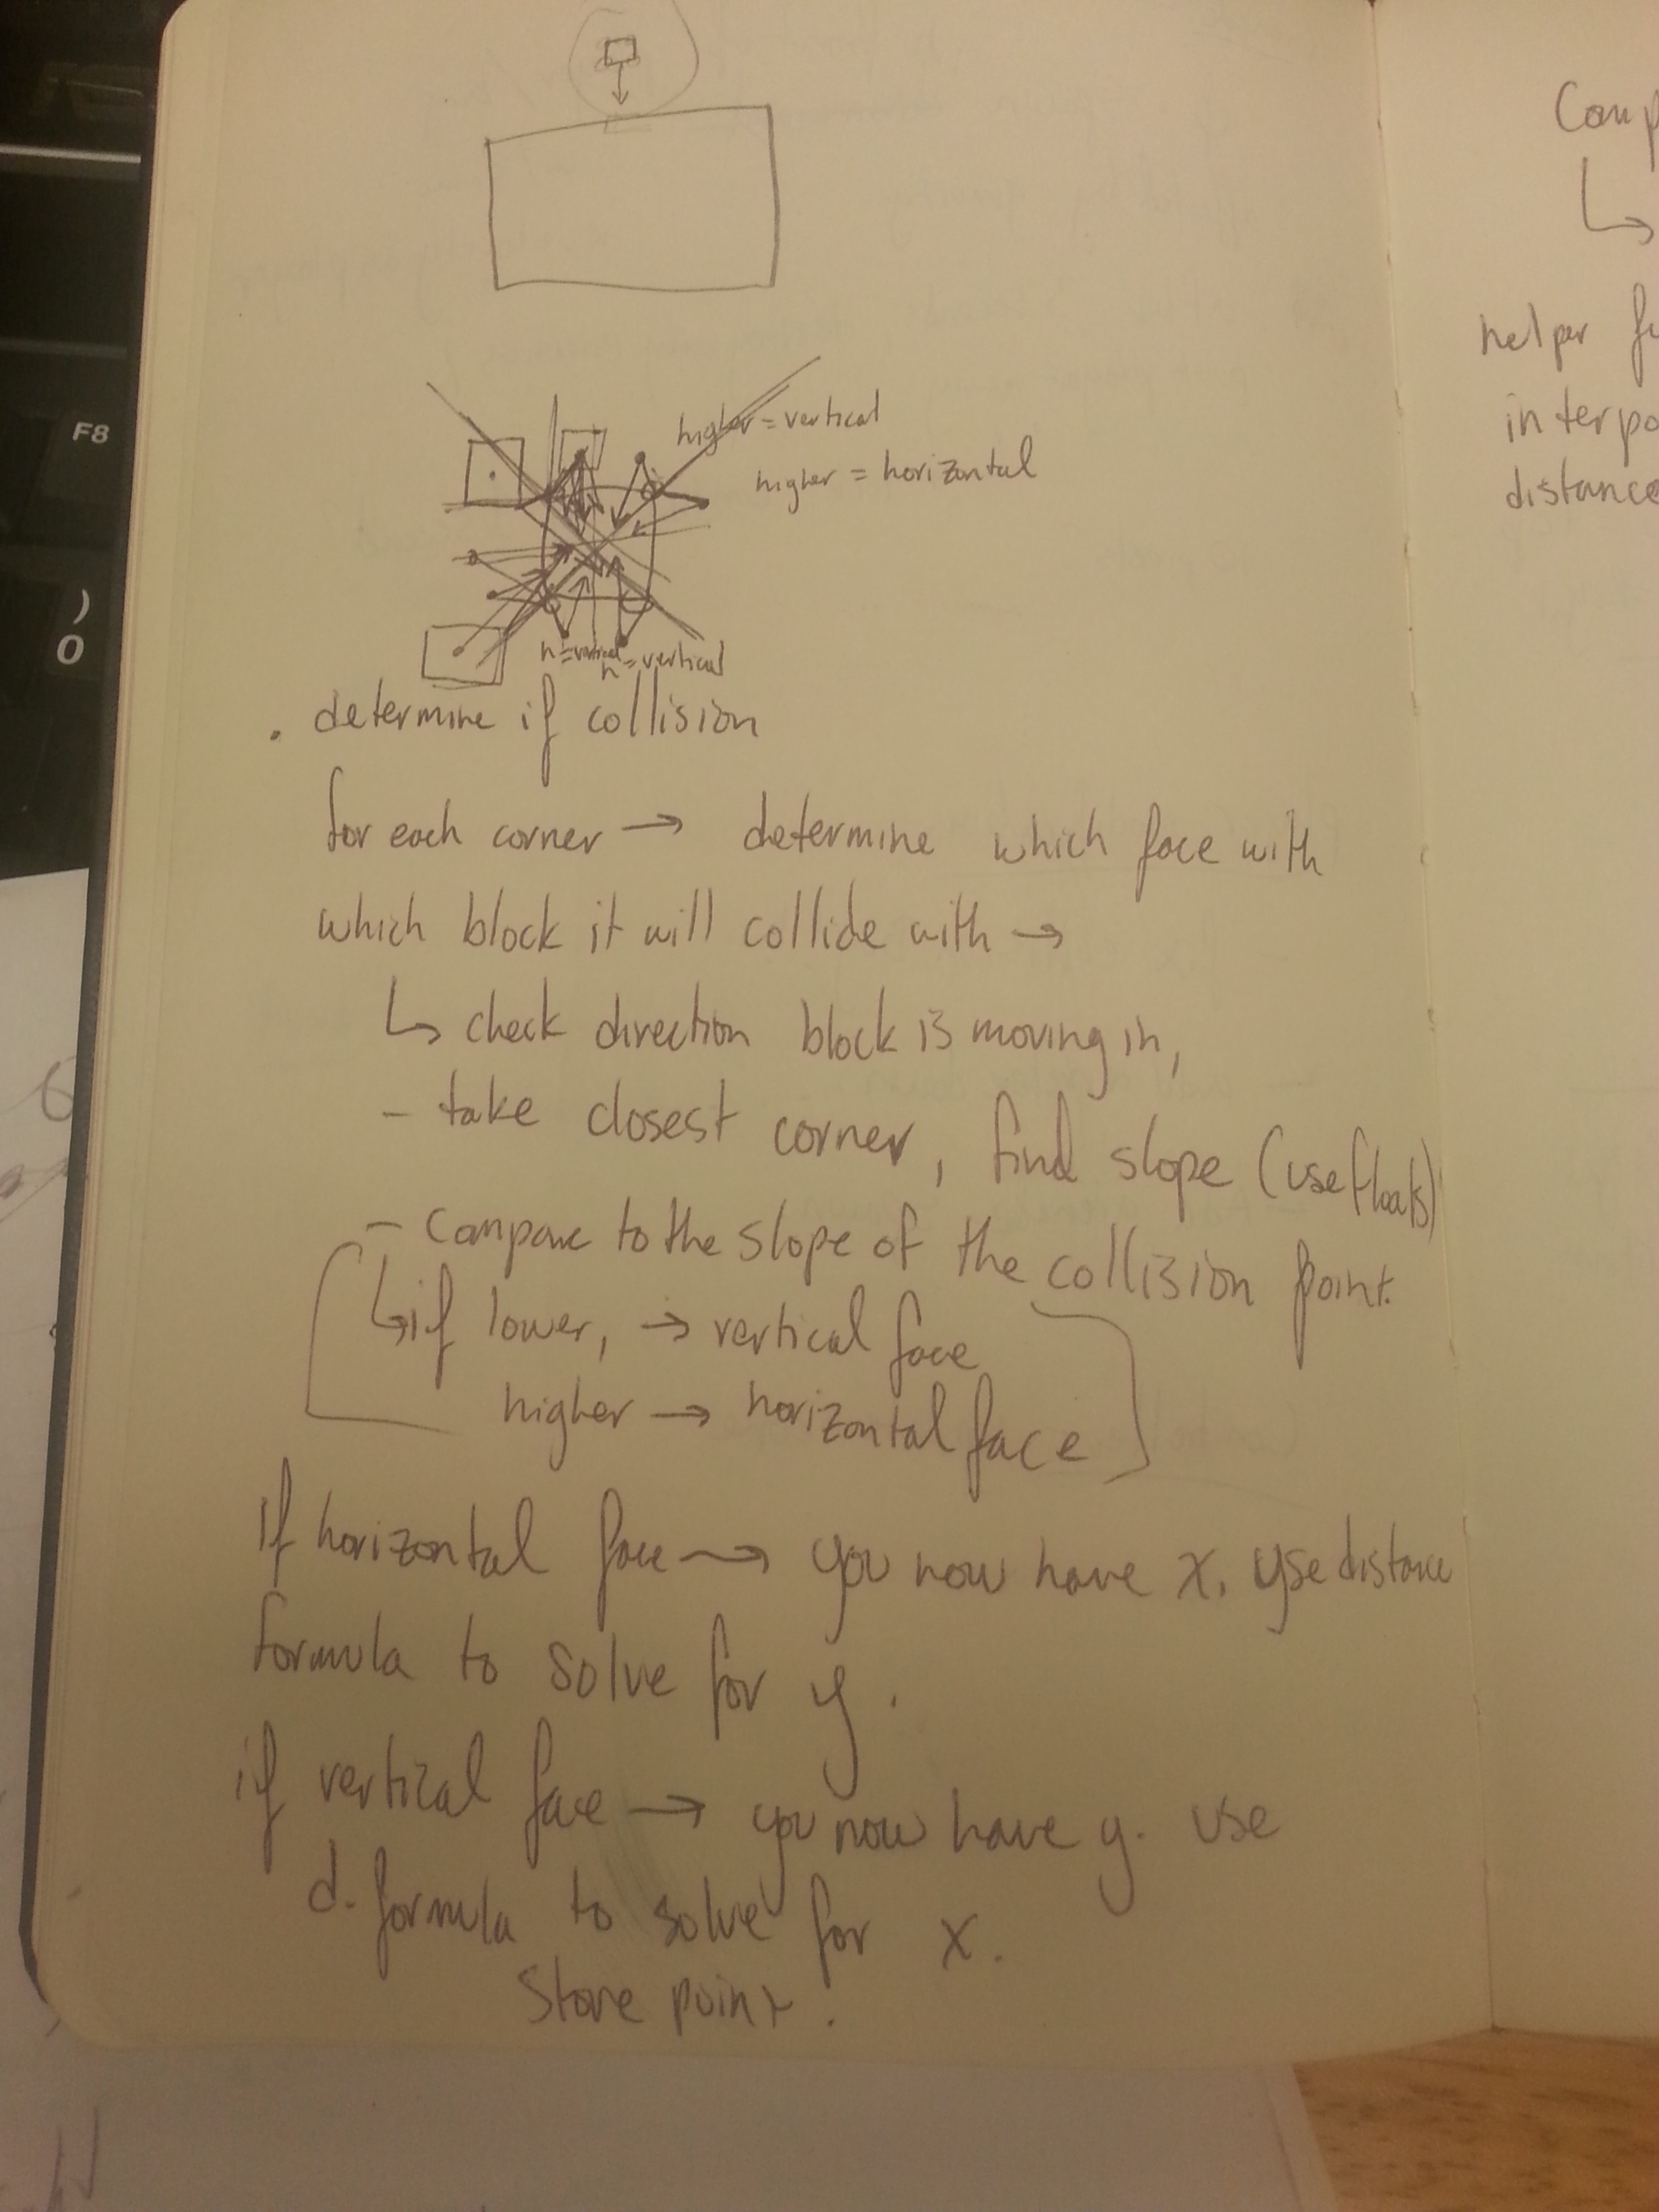 higher = vertical
higher = horizontal
h = vertical
h = vertical
. determine if collision
for each corner → determine which face with
which block it will collide with →
↳ check direction block is moving in,
- take closest corner, find slope (use floats)
- compare to the slope of the collision point.
↳ if lower, → vertical face
higher → horizontal face
If horizontal face → you now have x. use distance
formula to solve for y.
if vertical face → you now have y. use
d. formula to solve for x.
Store point.
Comp
↳
helper fu
interpo
distance
F8
)
0
6